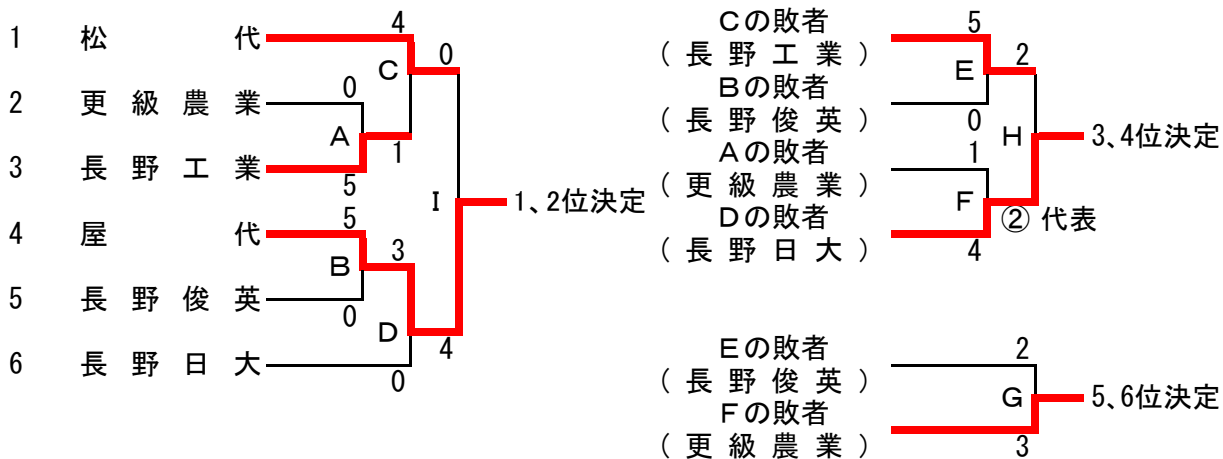 4
1 松代
0
C
2 更級農業
0
A
3 長野工業
1
5
I
1、2位決定
4 屋代
5
3
B
5 長野俊英
0
D
4
6 長野日大
0
Cの敗者
(長野工業)
5
2
E
Bの敗者
(長野俊英)
0
H
3、4位決定
Aの敗者
(更級農業)
1
F
② 代表
Dの敗者
(長野日大)
4
Eの敗者
(長野俊英)
2
G
5、6位決定
Fの敗者
(更級農業)
3